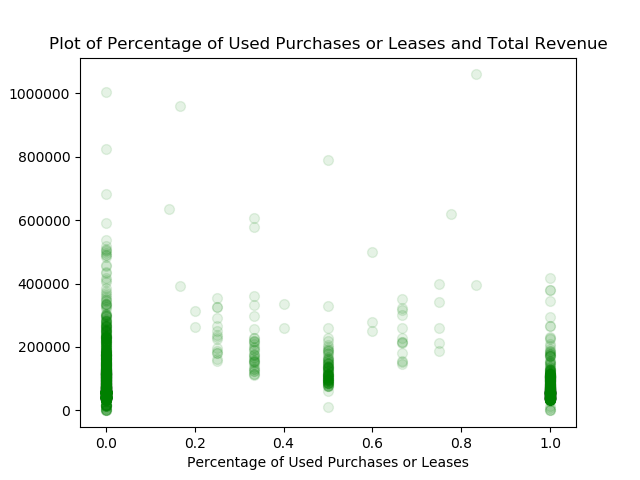 Plot of Percentage of Used Purchases or Leases and Total Revenue
1000000
800000
600000
400000
200000
0
0.0 0.2 0.4 0.6 0.8 1.0
Percentage of Used Purchases or Leases